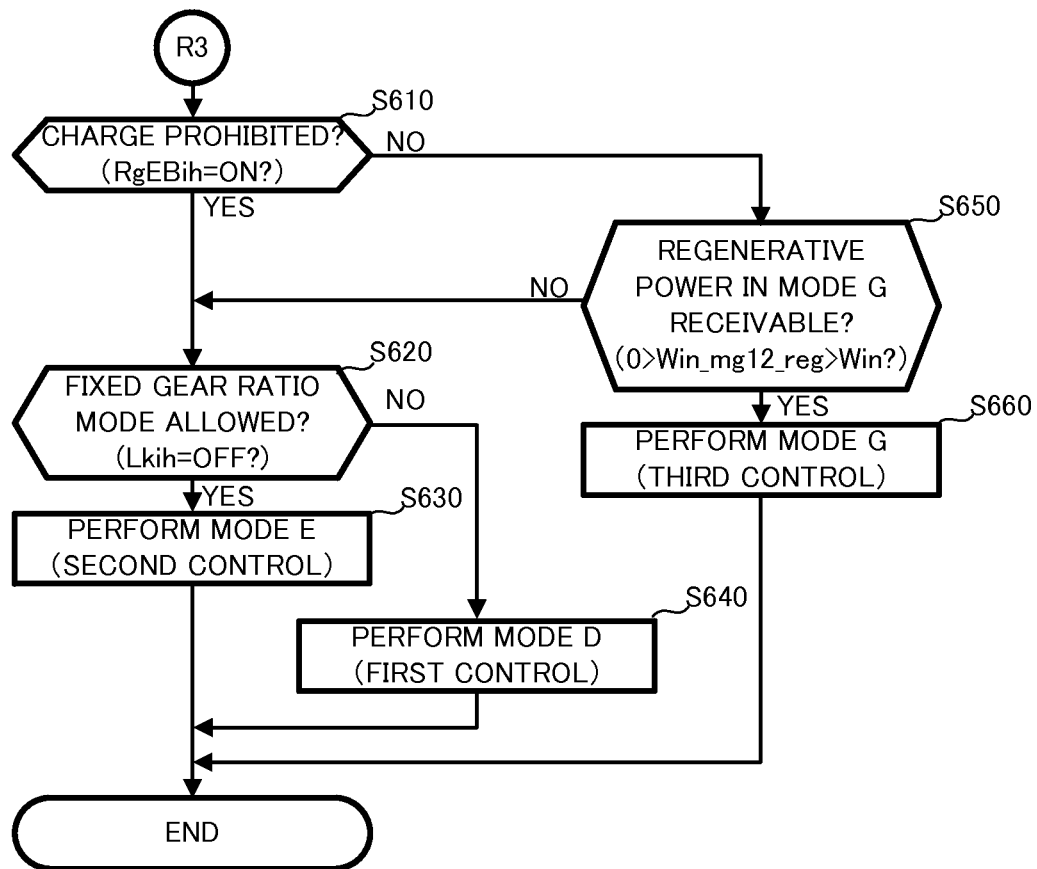 R3
S610
CHARGE PROHIBITED?
(RgEBih=ON?)
NO
YES
S650
REGENERATIVE
POWER IN MODE G
RECEIVABLE?
(0>Win_mg12_reg>Win?)
NO
YES
S620
FIXED GEAR RATIO
MODE ALLOWED?
(Lkih=OFF?)
NO
YES
S660
PERFORM MODE G
(THIRD CONTROL)
S630
PERFORM MODE E
(SECOND CONTROL)
S640
PERFORM MODE D
(FIRST CONTROL)
END